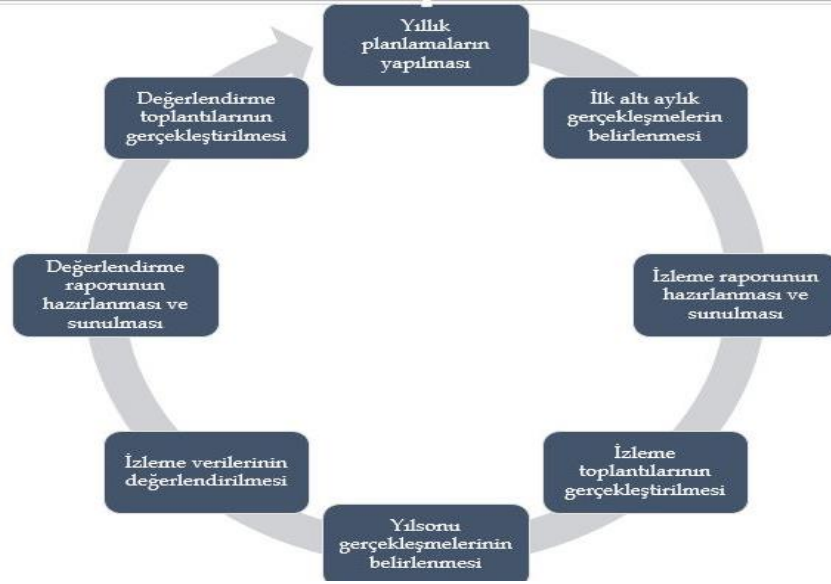 Yıllık
planlamaların
yapılması
İlk altı aylık
gerçekleşmelerin
belirlenmesi
İzleme raporunun
hazırlanması ve
sunulması
İzleme
toplantılarının
gerçekleştirilmesi
Yılsonu
gerçekleşmelerinin
belirlenmesi
İzleme verilerinin
değerlendirilmesi
Değerlendirme
raporunun
hazırlanması ve
sunulması
Değerlendirme
toplantılarının
gerçekleştirilmesi